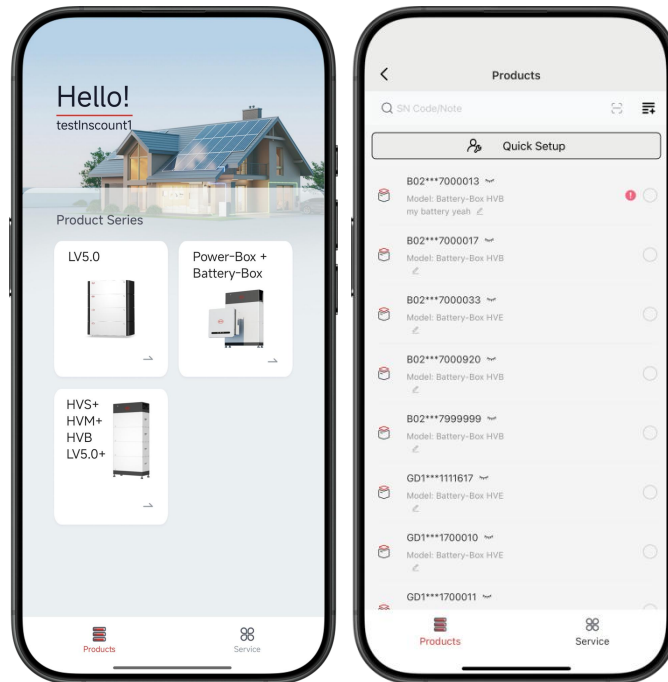 Hello!
testInscount1
Product Series
LV5.0
Power-Box +
Battery-Box
HVS+
HVM+
HVB
LV5.0+
Products
Service
Products
SN Code/Note
Quick Setup
B02***7000013
Model: Battery-Box HVB
my battery yeah
B02***7000017
Model: Battery-Box HVB
B02***7000033
Model: Battery-Box HVE
B02***7000920
Model: Battery-Box HVB
B02***7999999
Model: Battery-Box HVB
GD1***1111617
Model: Battery-Box HVE
GD1***1700010
Model: Battery-Box HVE
GD1***1700011
Products
Service